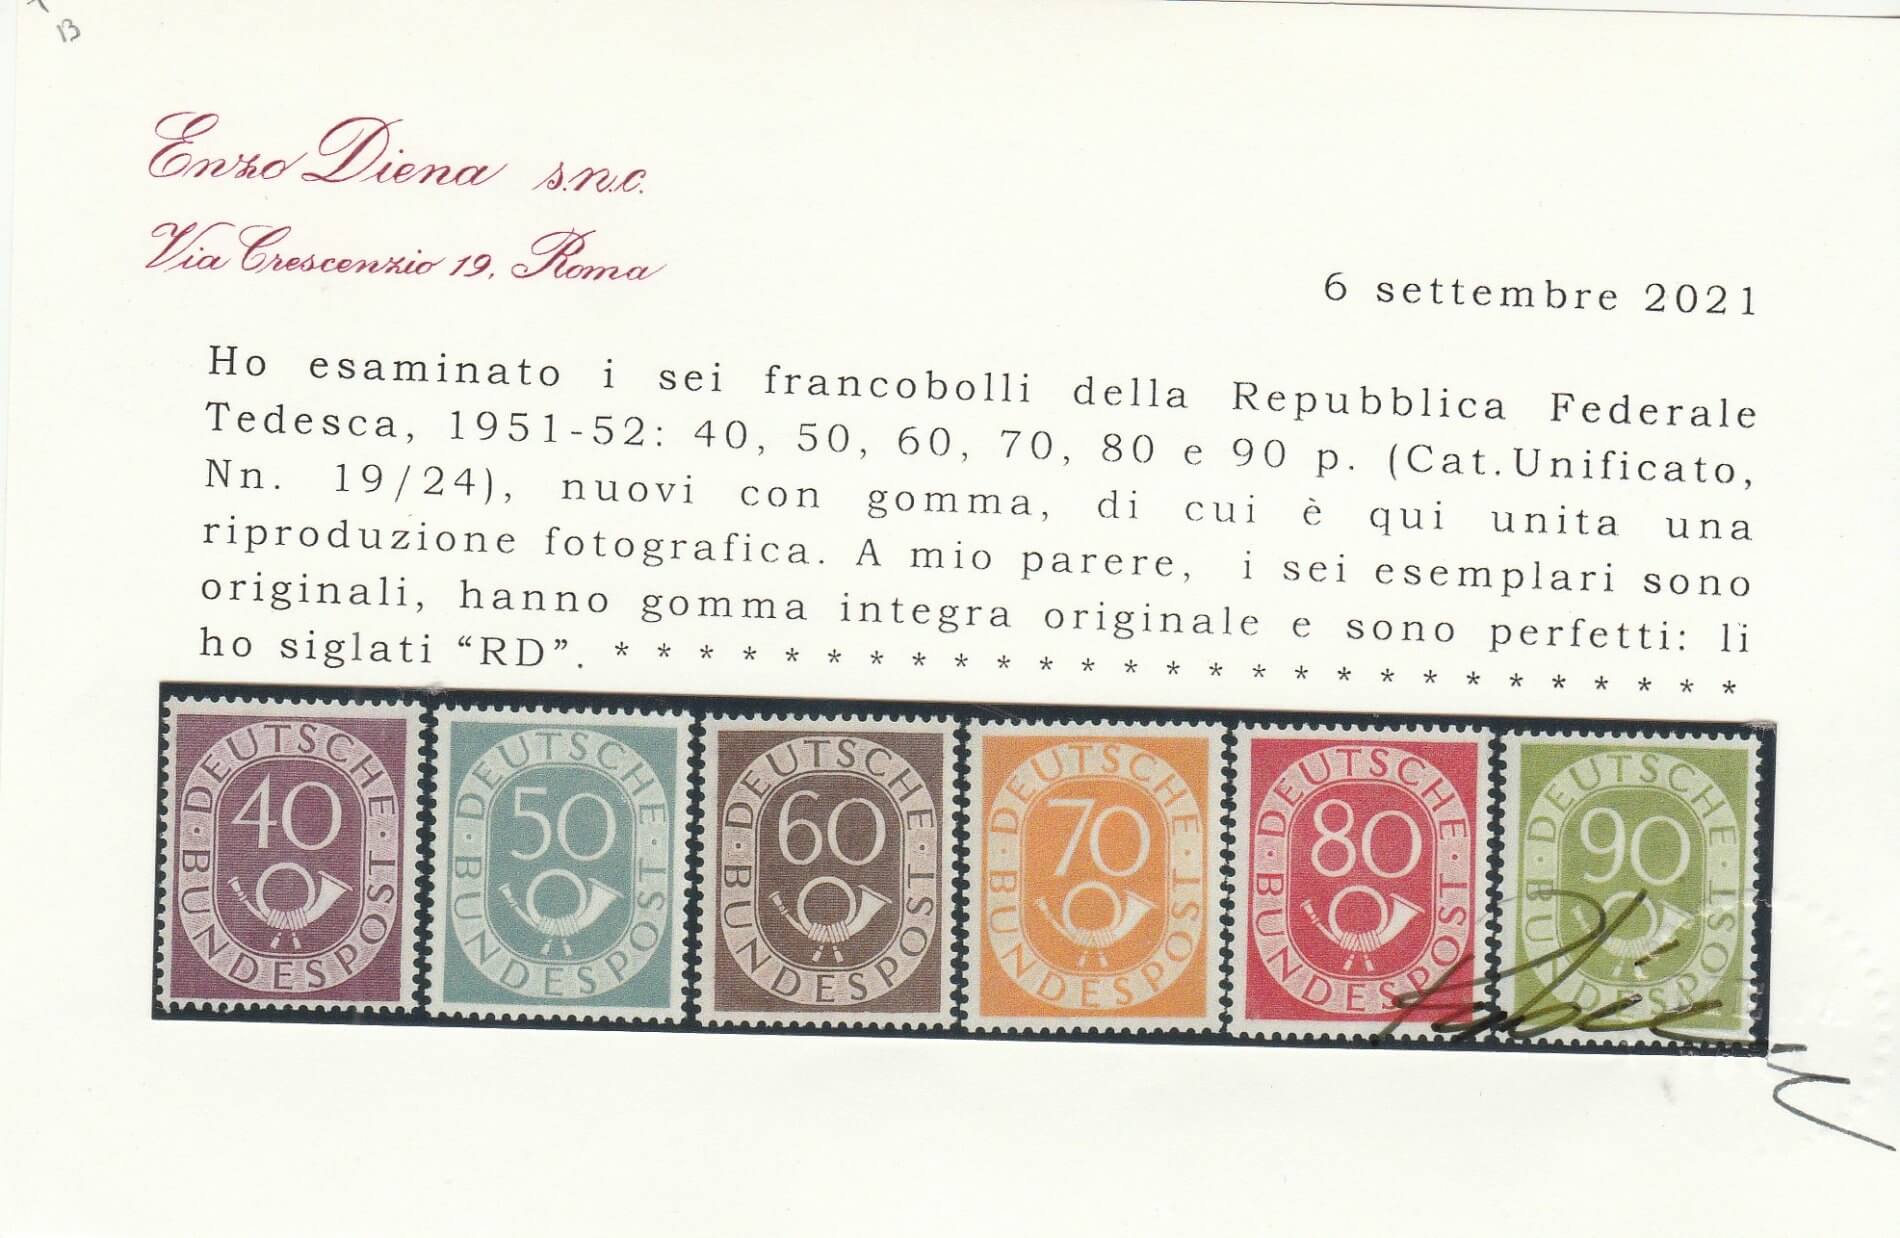 13
Enzo Diena s.n.c.
Via Crescenzio 19, Roma
6 settembre 2021
Ho esaminato i sei francobolli della Repubblica Federale
Tedesca, 1951-52: 40, 50, 60, 70, 80 e 90 p. (Cat.Unificato,
Nn. 19/24), nuovi con gomma, di cui è qui unita una
riproduzione fotografica. A mio parere, i sei esemplari sono
originali, hanno gomma integra originale e sono perfetti: li
ho siglati “RD”. * * * * * * * * * * * * * * * * * * * * * * * * * * *
DEUTSCHE · BUNDESPOST · 40
DEUTSCHE · BUNDESPOST · 50
DEUTSCHE · BUNDESPOST · 60
DEUTSCHE · BUNDESPOST · 70
DEUTSCHE · BUNDESPOST · 80
DEUTSCHE · BUNDESPOST · 90